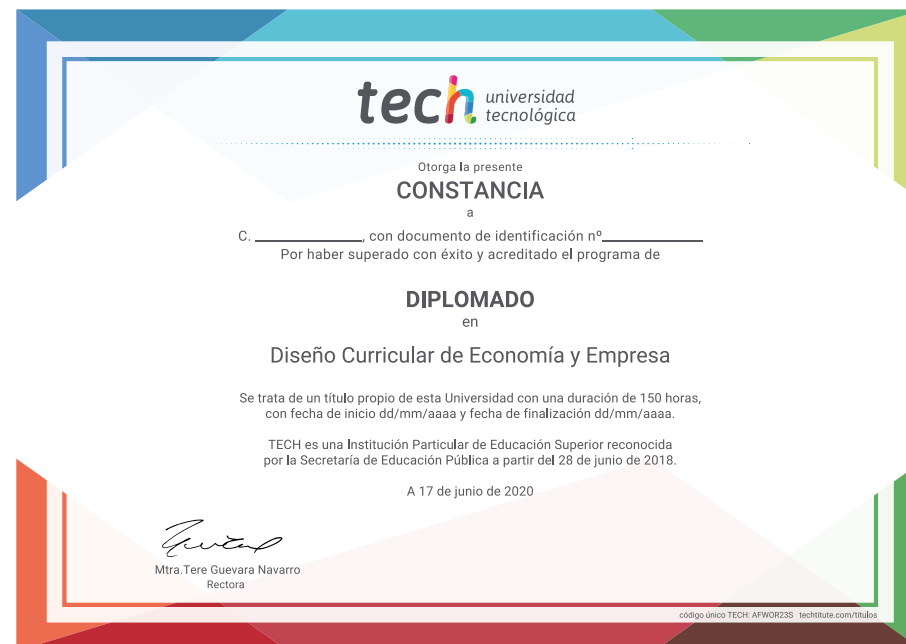 tech universidad
tecnológica
Otorga la presente
CONSTANCIA
a
C. ____________, con documento de identificación nº____________
Por haber superado con éxito y acreditado el programa de
DIPLOMADO
en
Diseño Curricular de Economía y Empresa
Se trata de un título propio de esta Universidad con una duración de 150 horas,
con fecha de inicio dd/mm/aaaa y fecha de finalización dd/mm/aaaa.
TECH es una Institución Particular de Educación Superior reconocida
por la Secretaría de Educación Pública a partir del 28 de junio de 2018.
A 17 de junio de 2020
Mtra.Tere Guevara Navarro
Rectora
código único TECH: AFWOR23S techtitute.com/titulos